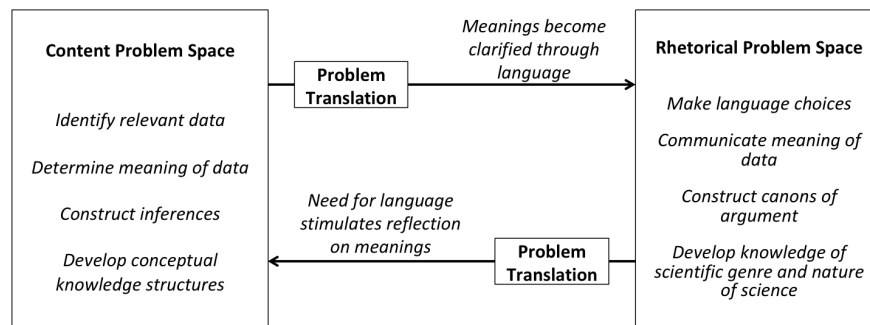 Content Problem Space
Identify relevant data
Determine meaning of data
Construct inferences
Develop conceptual
knowledge structures
Problem
Translation
Meanings become
clarified through
language
Need for language
stimulates reflection
on meanings
Problem
Translation
Rhetorical Problem Space
Make language choices
Communicate meaning of
data
Construct canons of
argument
Develop knowledge of
scientific genre and nature
of science